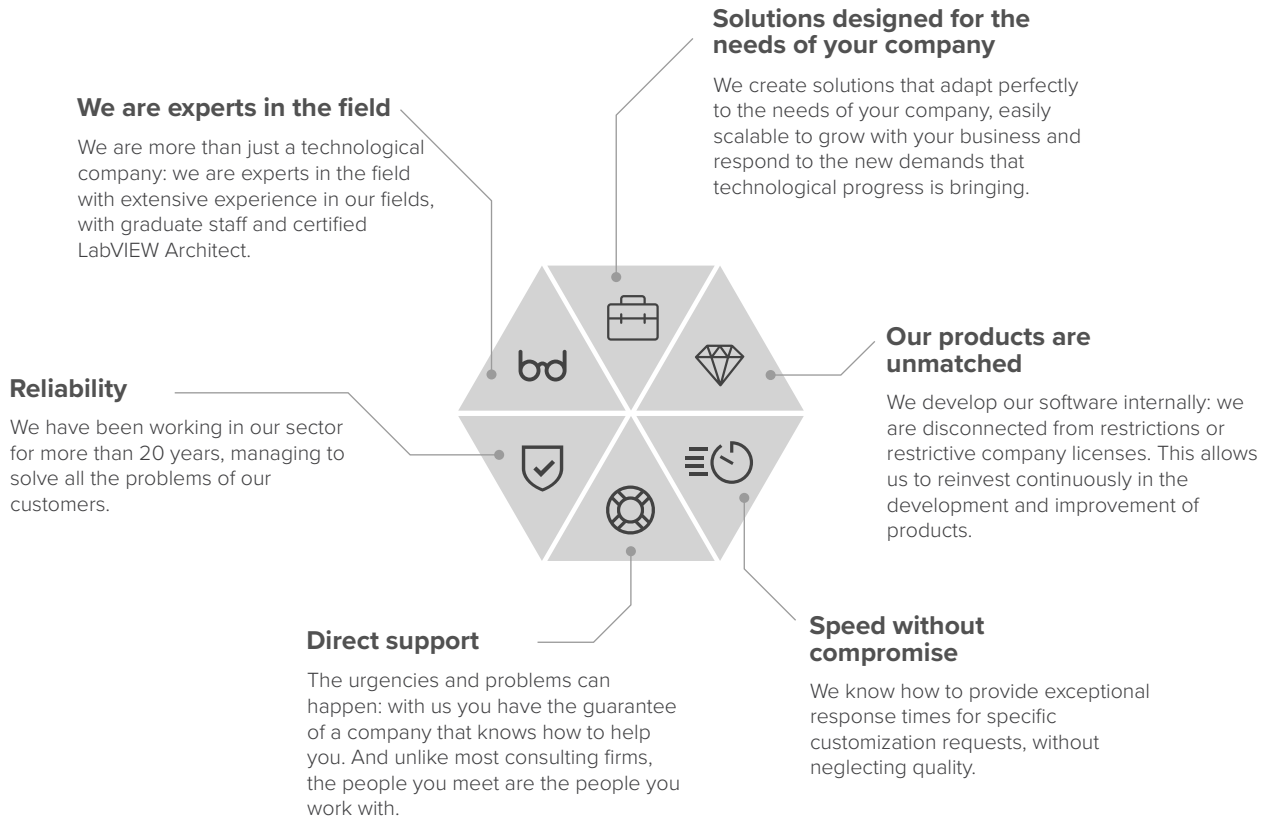 Solutions designed for the
needs of your company
We create solutions that adapt perfectly
to the needs of your company, easily
scalable to grow with your business and
respond to the new demands that
technological progress is bringing.
We are experts in the field
We are more than just a technological
company: we are experts in the field
with extensive experience in our fields,
with graduate staff and certified
LabVIEW Architect.
Our products are
unmatched
We develop our software internally: we
are disconnected from restrictions or
restrictive company licenses. This allows
us to reinvest continuously in the
development and improvement of
products.
Reliability
We have been working in our sector
for more than 20 years, managing to
solve all the problems of our
customers.
Speed without
compromise
We know how to provide exceptional
response times for specific
customization requests, without
neglecting quality.
Direct support
The urgencies and problems can
happen: with us you have the guarantee
of a company that knows how to help
you. And unlike most consulting firms,
the people you meet are the people you
work with.